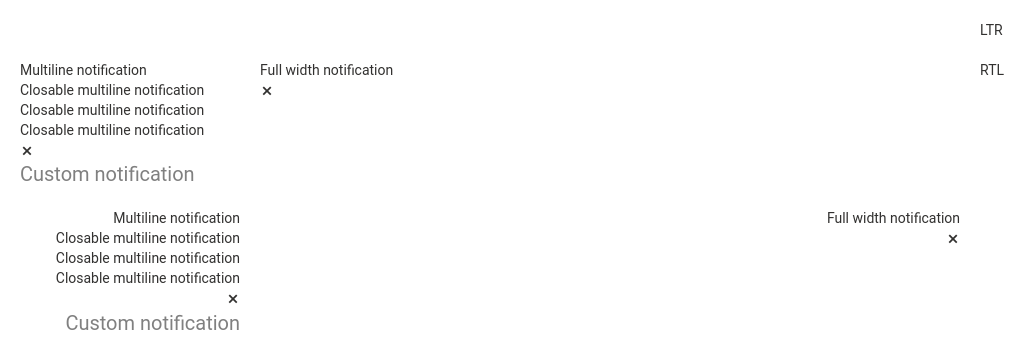 LTR
Multiline notification
Closable multiline notification
Closable multiline notification
Closable multiline notification
×
Custom notification
Full width notification
×
RTL
Multiline notification
Closable multiline notification
Closable multiline notification
Closable multiline notification
×
Custom notification
Full width notification
×